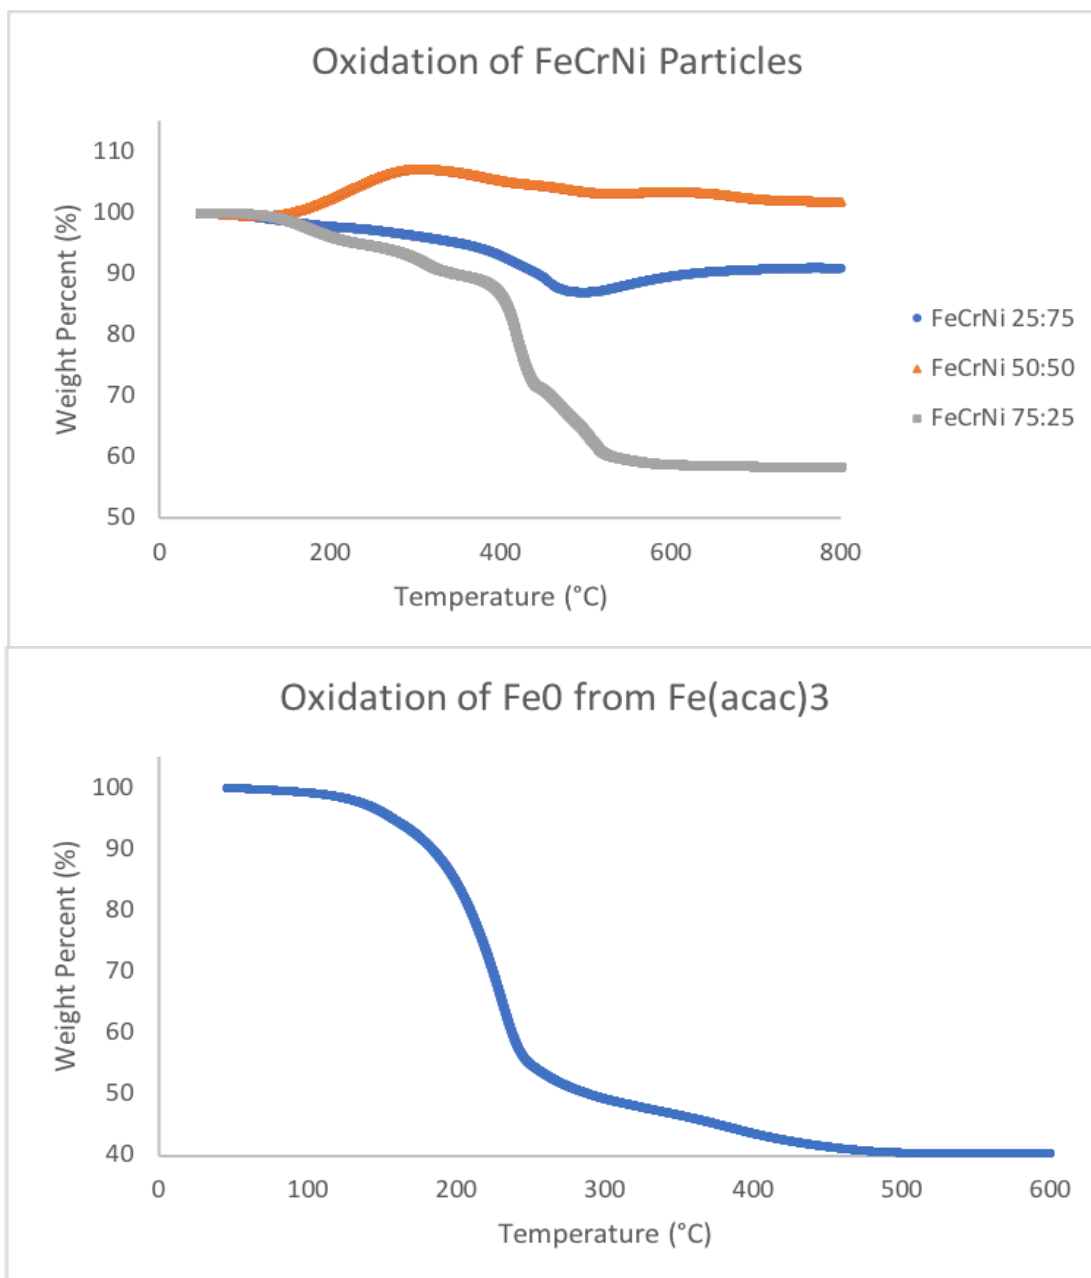 Oxidation of FeCrNi Particles
110
100
90
80
70
60
50
Weight Percent (%)
0
200
400
600
800
Temperature (°C)
FeCrNi 25:75
FeCrNi 50:50
FeCrNi 75:25
Oxidation of Fe0 from Fe(acac)3
100
90
80
70
60
50
40
Weight Percent (%)
0
100
200
300
400
500
600
Temperature (°C)